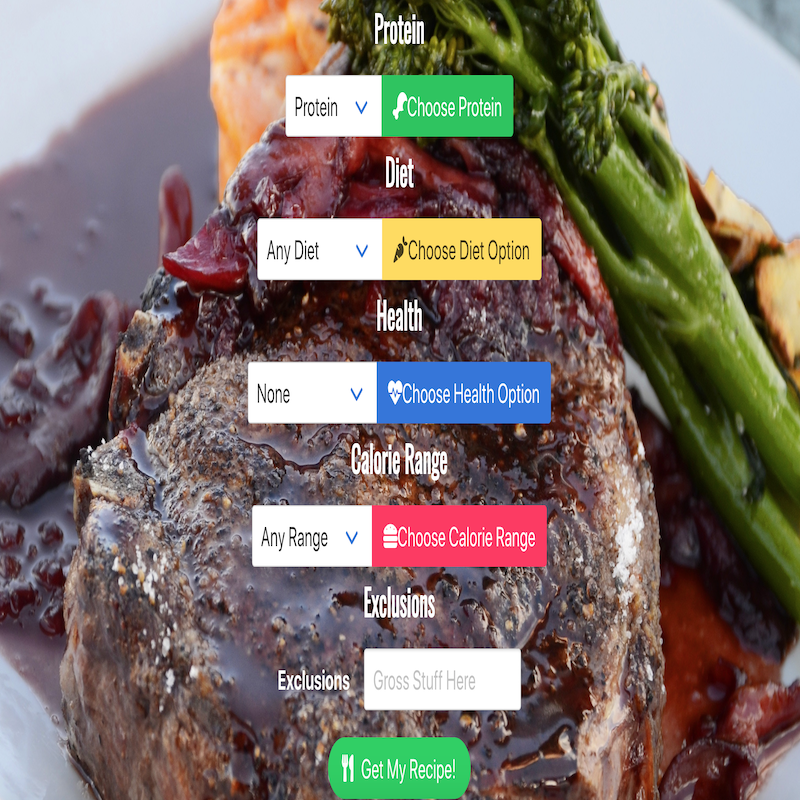 Protein
Protein Choose Protein
Diet
Any Diet Choose Diet Option
Health
None Choose Health Option
Calorie Range
Any Range Choose Calorie Range
Exclusions
Exclusions Gross Stuff Here
Get My Recipe!